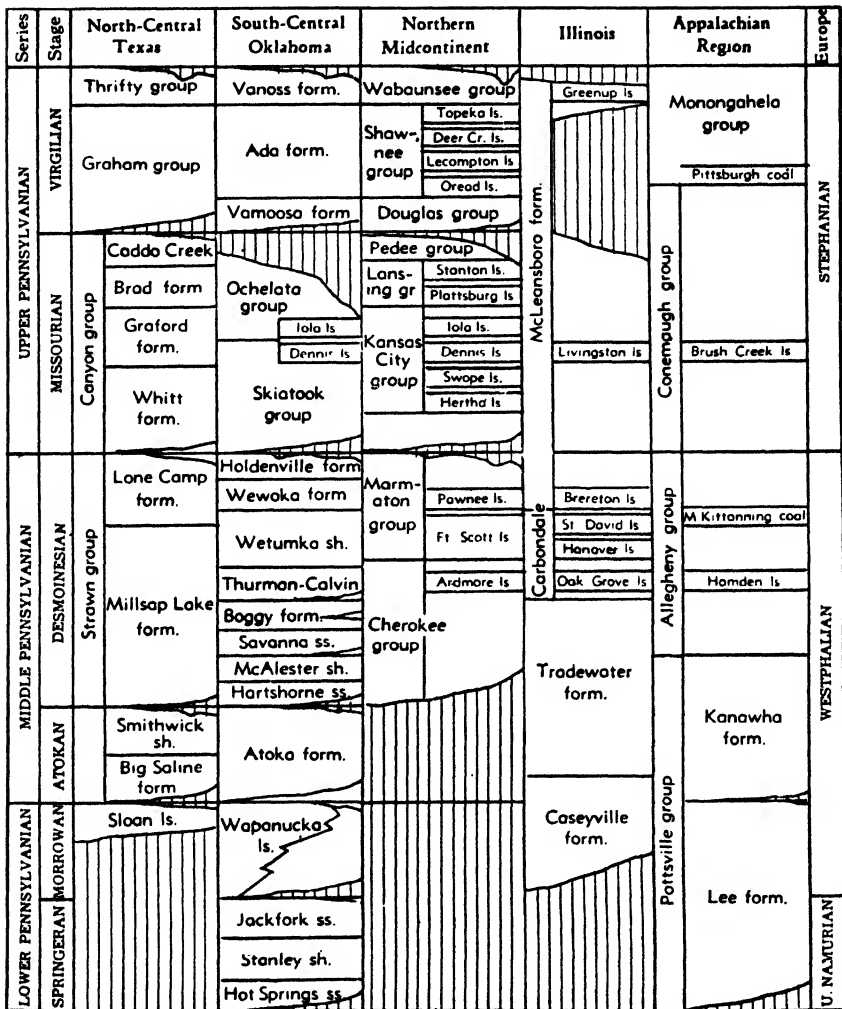 Series
Stage
North-Central
Texas
South-Central
Oklahoma
Northern
Midcontinent
Illinois
Appalachian
Region
Europe
UPPER PENNSYLVANIAN
MIDDLE PENNSYLVANIAN
LOWER PENNSYLVANIAN
VIRGILIAN
MISSOURIAN
DESMOINESIAN
ATOKAN
MORROWAN
SPRINGERAN
Thrifty group
Graham group
Canyon group
Caddo Creek
Brad form
Graford
form.
Whitt
form.
Strawn group
Lone Camp
form.
Millsap Lake
form.
Smithwick
sh.
Big Saline
form
Sloan ls.
Vanoss form.
Ada form.
Vamoosa form
Ochelata
group
Iola ls
Dennis ls
Skiatook
group
Holdenville form
Wewoka form
Wetumka sh.
Thurman-Calvin
Boggy form.
Savanna ss.
McAlester sh.
Hartshorne ss.
Atoka form.
Wapanucka
ls.
Jackfork ss.
Stanley sh.
Hot Springs ss
Wabaunsee group
Shaw-
nee
group
Topeka ls.
Deer Cr. ls.
Lecompton ls
Oread ls.
Douglas group
Pedee group
Lans-
ing gr
Stanton ls.
Plattsburg ls
Kansas
City
group
Iola ls.
Dennis ls
Swope ls.
Hertha ls
Marm-
aton
group
Pawnee ls.
Ft Scott ls
Cherokee
group
Ardmore ls
McLeansboro form.
Greenup ls
Livingston ls
Carbondale
Brereton ls
St David ls
Hanover ls
Oak Grove ls
Tradewater
form.
Caseyville
form.
Monongahela
group
Pittsburgh coal
Conemaugh group
Brush Creek ls
Allegheny group
M Kittanning coal
Hamden ls
Pottsville group
Kanawha
form.
Lee form.
STEPHANIAN
WESTPHALIAN
U. NAMURIAN